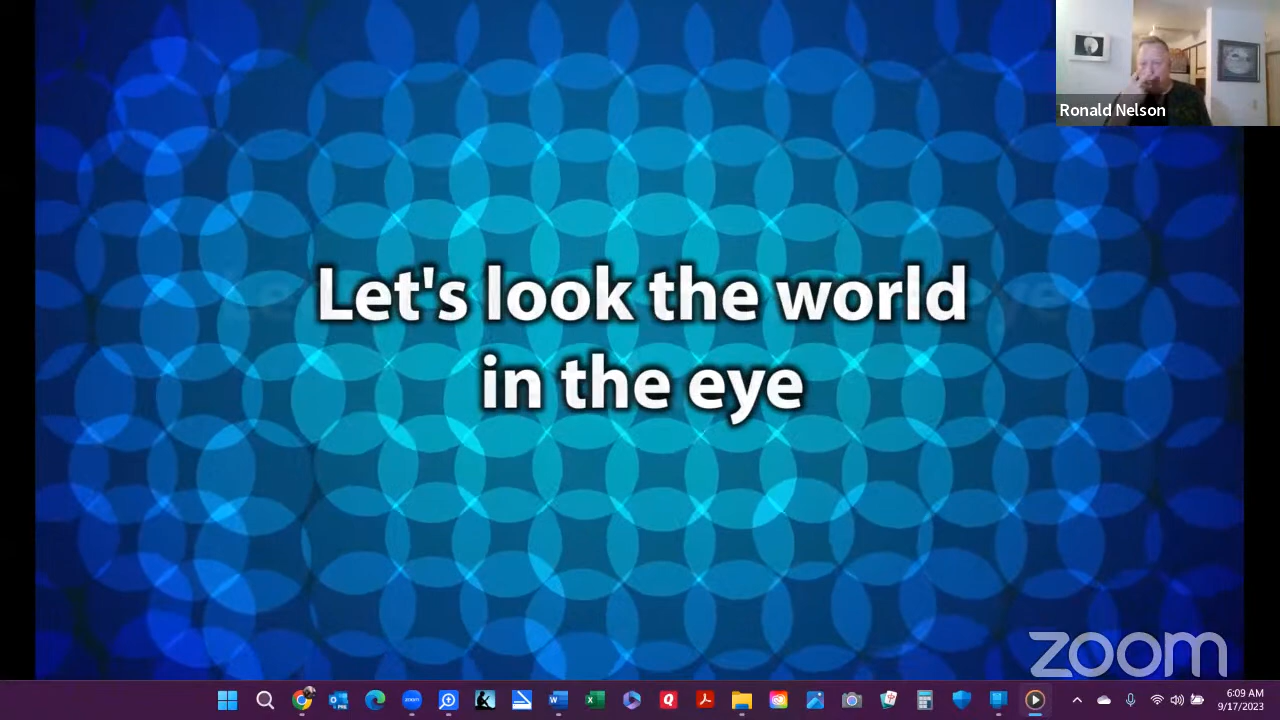 Ronald Nelson
Let's look the world
in the eye
zoom
6:09 AM
9/17/2023